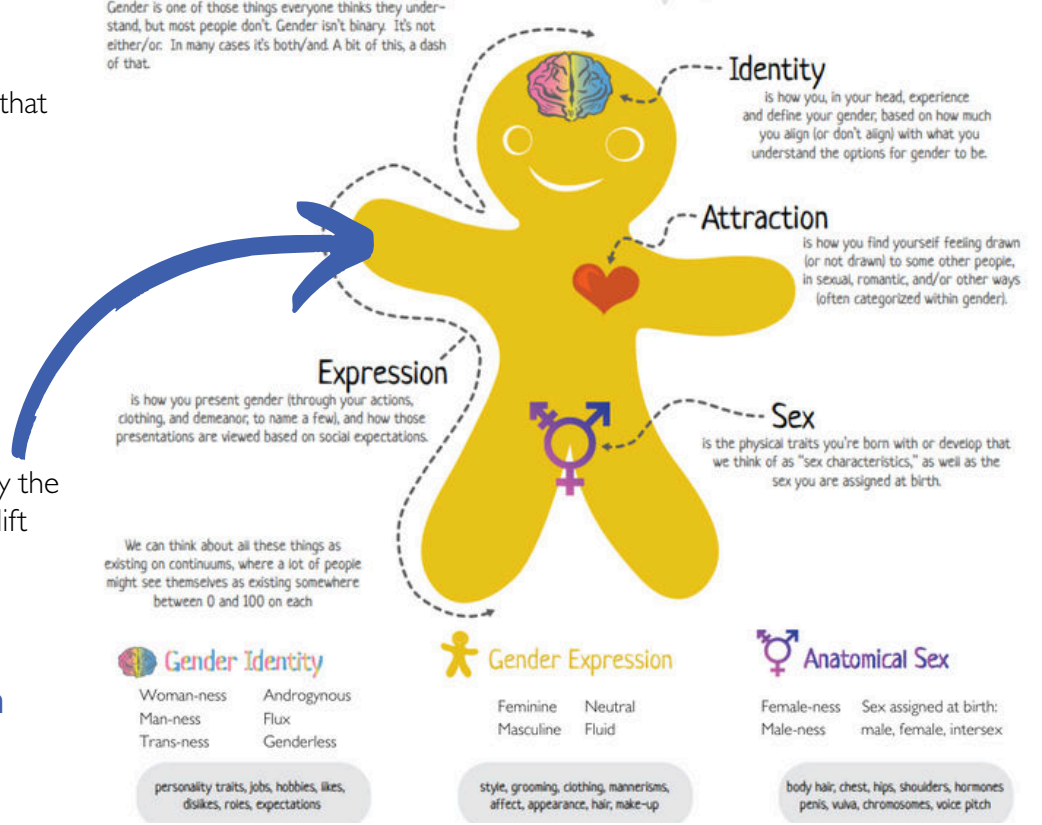 Gender is one of those things everyone thinks they under-
stand, but most people don't. Gender isn't binary. It's not
either/or. In many cases it's both/and. A bit of this, a dash
of that.
that
Identity
is how you, in your head, experience
and define your gender, based on how much
you align (or don't align) with what you
understand the options for gender to be.
Attraction
is how you find yourself feeling drawn
(or not drawn) to some other people,
in sexual, romantic, and/or other ways
(often categorized within gender).
Expression
is how you present gender (through your actions,
clothing, and demeanor, to name a few), and how those
presentations are viewed based on social expectations.
Sex
is the physical traits you're born with or develop that
we think of as "sex characteristics," as well as the
sex you are assigned at birth.
y the
lift
We can think about all these things as
existing on continuums, where a lot of people
might see themselves as existing somewhere
between 0 and 100 on each
Gender Identity
Woman-ness Androgynous
Man-ness Flux
Trans-ness Genderless
personality traits, jobs, hobbies, likes,
dislikes, roles, expectations
Gender Expression
Feminine Neutral
Masculine Fluid
style, grooming, clothing, mannerisms,
affect, appearance, hair, make-up
Anatomical Sex
Female-ness Sex assigned at birth:
Male-ness male, female, intersex
body hair, chest, hips, shoulders, hormones
penis, vulva, chromosomes, voice pitch